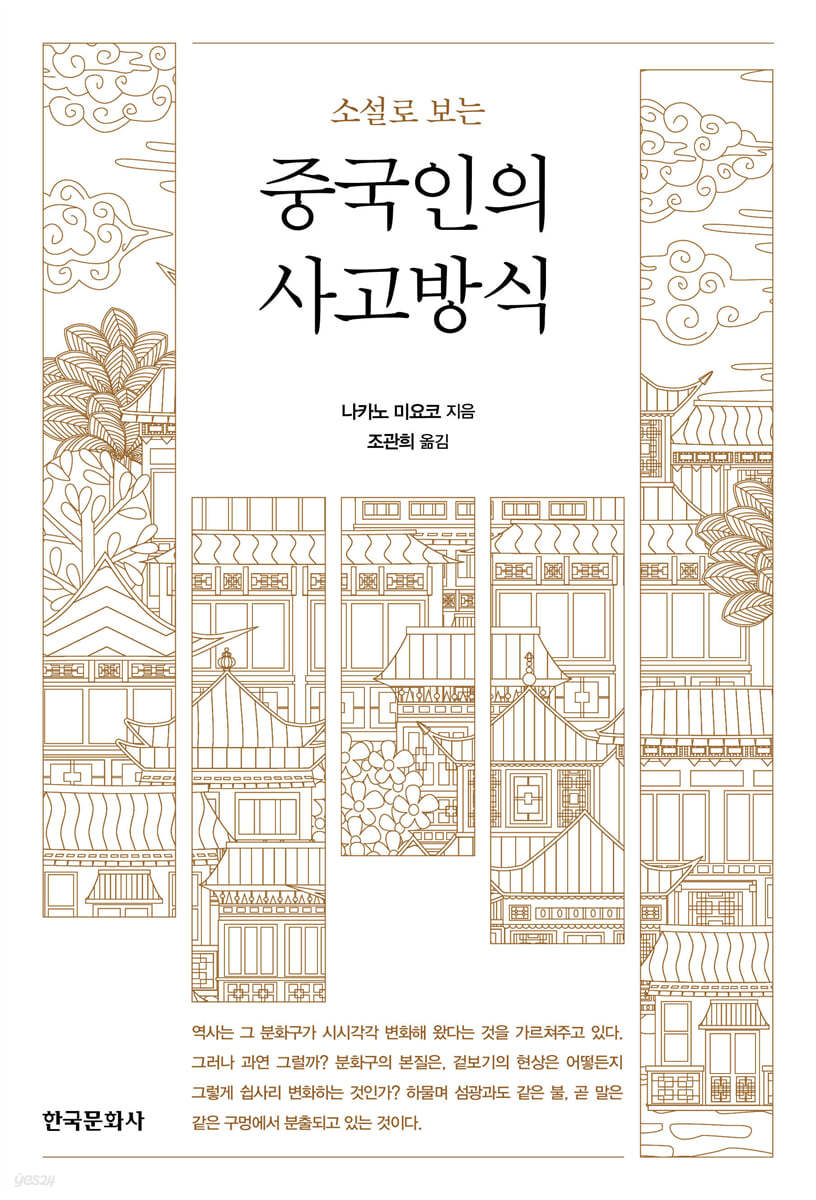 소설로 보는
중국인의
사고방식
나카노 미요코 지음
조관희 옮김
역사는 그 분화구가 시시각각 변화해 왔다는 것을 가르쳐주고 있다.
그러나 과연 그럴까? 분화구의 본질은, 겉보기의 현상은 어떻든지
그렇게 쉽사리 변화하는 것인가? 하물며 섬광과도 같은 불, 곧 말은
같은 구멍에서 분출되고 있는 것이다.
한국문화사
yes24